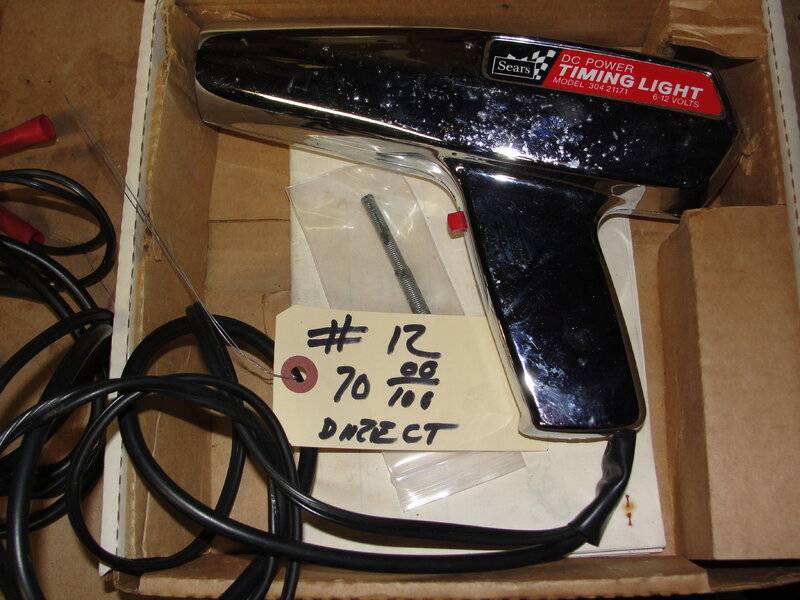 Sears
DC POWER
TIMING LIGHT
MODEL 304.21171
6-12 VOLTS
# 12
70 00/100
DIRECT